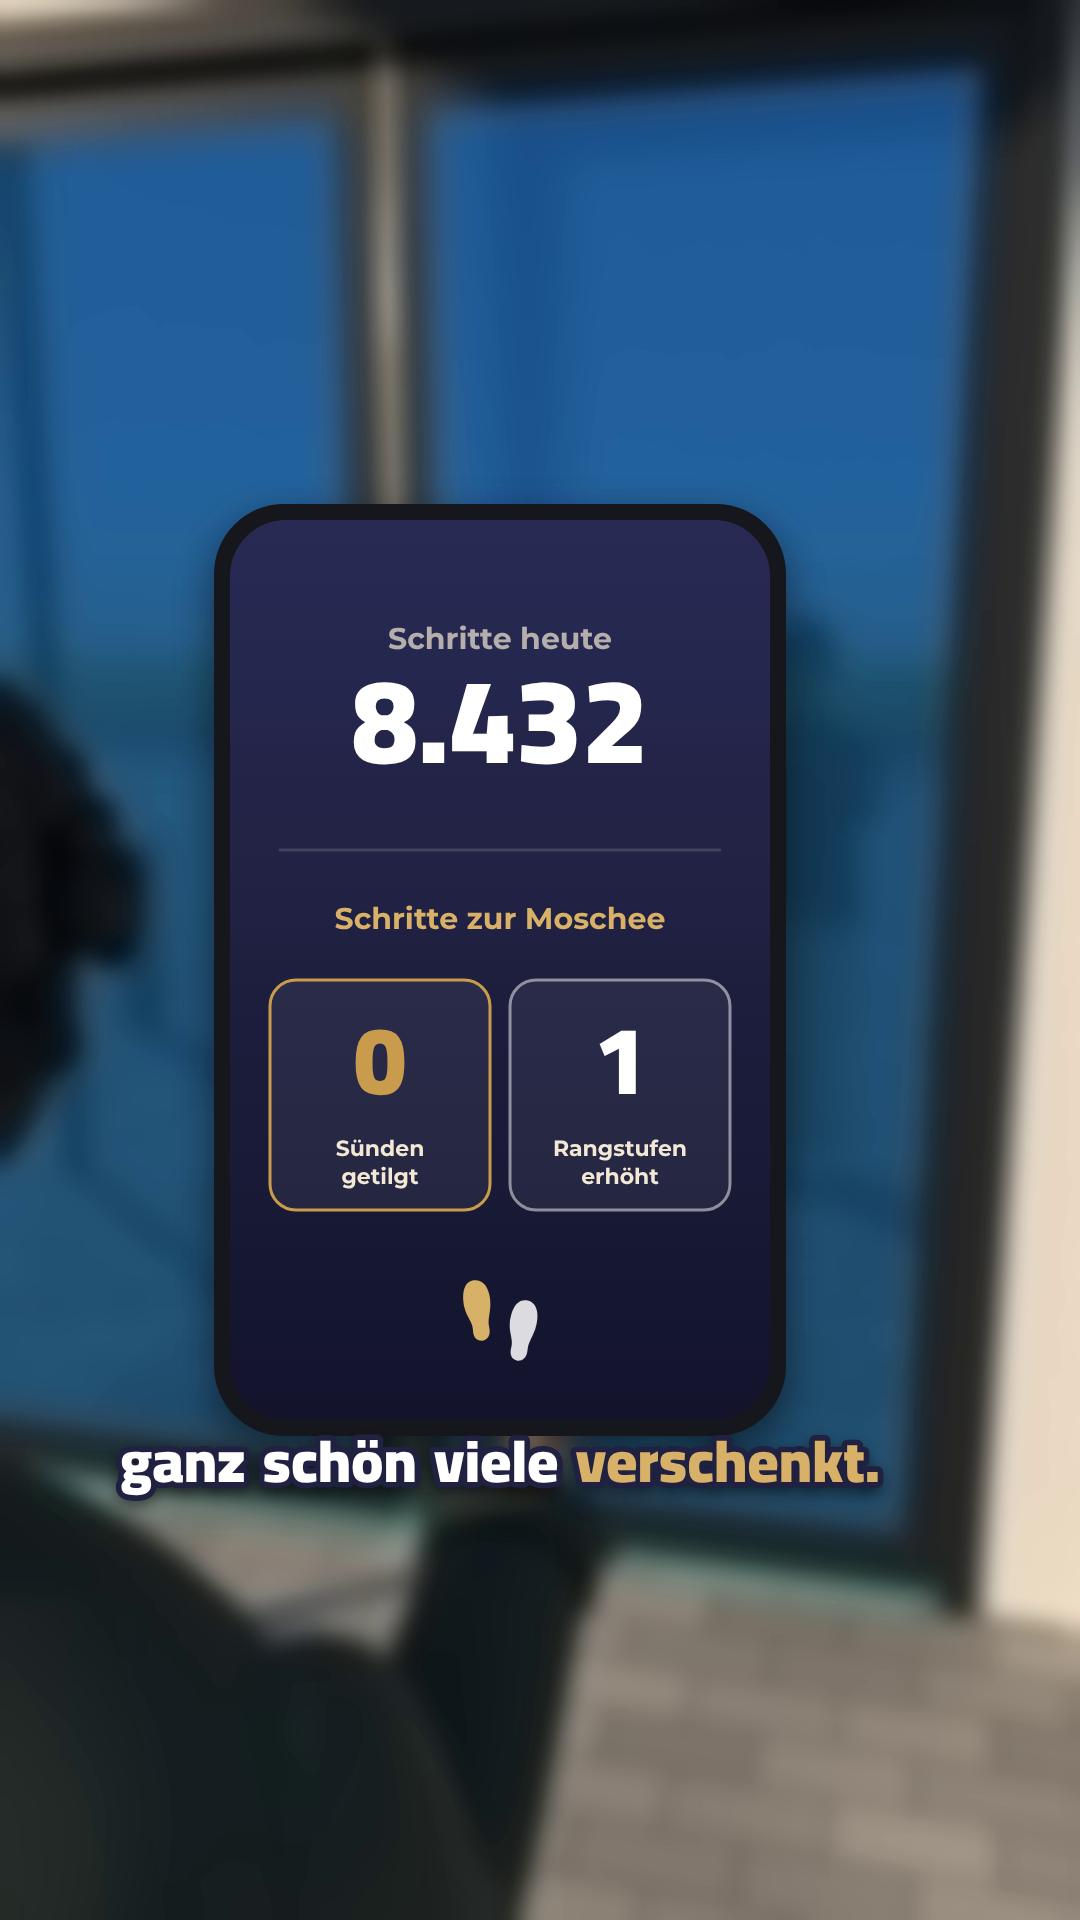 Schritte heute
8.432
Schritte zur Moschee
0
Sünden
getilgt
1
Rangstufen
erhöht
ganz schön viele verschenkt.